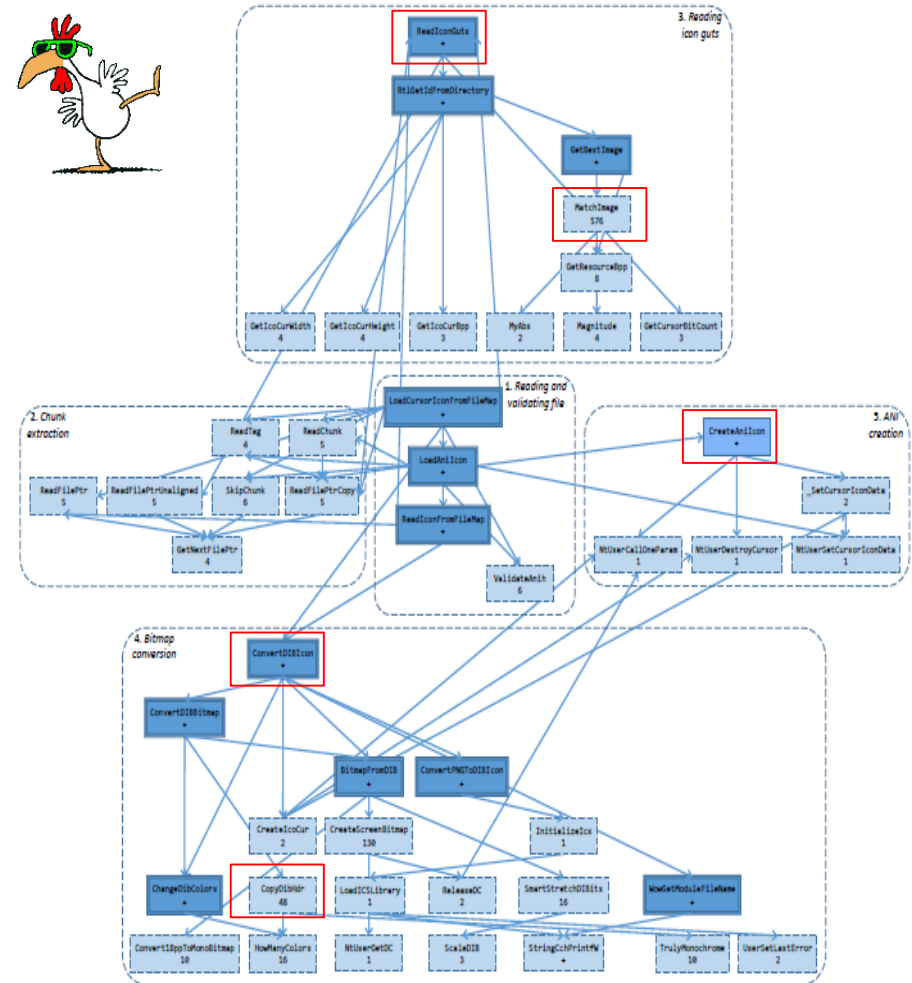 3. Reading
icon guts
ReadIconGuts
+
RtlGetIdFromDirectory
+
GetBestImage
+
MatchImage
576
GetResourceBpp
8
GetIcoCurWidth
4
GetIcoCurHeight
4
GetIcoCurBpp
3
MyAbs
2
Magnitude
4
GetCursorBitCount
3
1. Reading and
validating file
LoadCursorIconFromFileMap
+
LoadAniIcon
+
ReadIconFromFileMap
+
ValidateAnih
6
2. Chunk
extraction
ReadTag
4
ReadChunk
5
ReadFilePtr
5
ReadFilePtrUnaligned
5
SkipChunk
6
ReadFilePtrCopy
5
GetNextFilePtr
4
5. ANI
creation
CreateAniIcon
+
_SetCursorIconData
2
NtUserCallOneParam
1
NtUserDestroyCursor
1
NtUserSetCursorIconData
1
4. Bitmap
conversion
ConvertDIBIcon
+
ConvertDIBBitmap
+
BitmapFromDIB
+
ConvertPNGToDIBIcon
+
CreateIcoCur
2
CreateScreenBitmap
130
InitializeIcs
1
ChangeDibColors
+
CopyDibHdr
48
LoadICSLibrary
1
ReleaseDC
2
SmartStretchDIBits
16
WowGetModuleFileName
+
Convert1BppToMonoBitmap
10
HowManyColors
16
NtUserGetDC
1
ScaleDIB
3
StringCchPrintfW
+
TrulyMonochrome
10
UserSetLastError
2